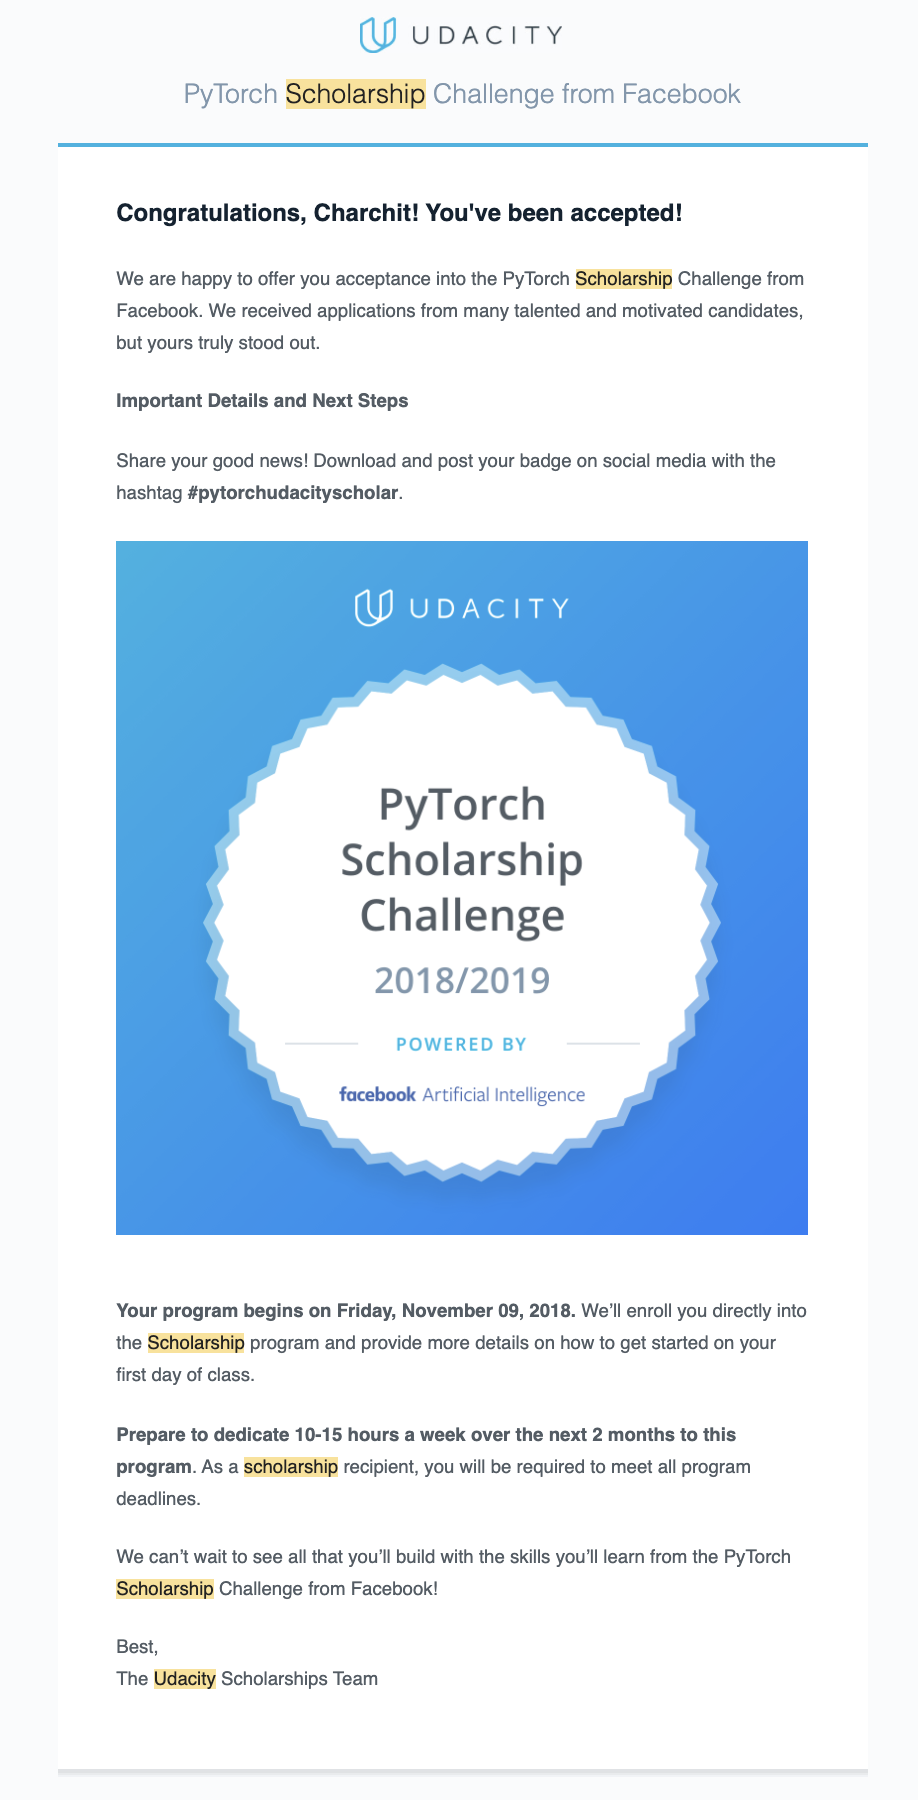 UDACITY
PyTorch Scholarship Challenge from Facebook
Congratulations, Charchit! You've been accepted!
We are happy to offer you acceptance into the PyTorch Scholarship Challenge from
Facebook. We received applications from many talented and motivated candidates,
but yours truly stood out.
Important Details and Next Steps
Share your good news! Download and post your badge on social media with the
hashtag #pytorchudacityscholar.
UDACITY
PyTorch
Scholarship
Challenge
2018/2019
POWERED BY
facebook Artificial Intelligence
Your program begins on Friday, November 09, 2018. We’ll enroll you directly into
the Scholarship program and provide more details on how to get started on your
first day of class.
Prepare to dedicate 10-15 hours a week over the next 2 months to this
program. As a scholarship recipient, you will be required to meet all program
deadlines.
We can’t wait to see all that you’ll build with the skills you’ll learn from the PyTorch
Scholarship Challenge from Facebook!
Best,
The Udacity Scholarships Team